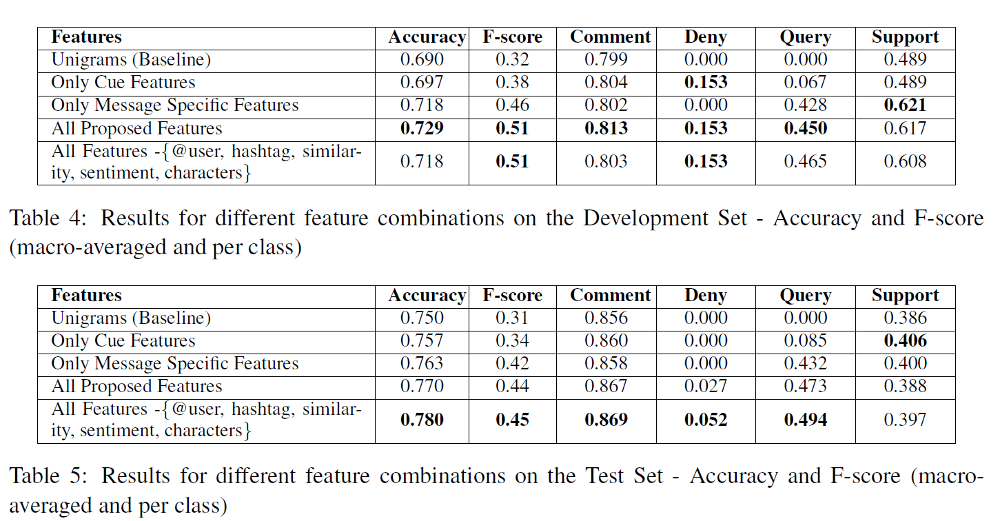 Features Accuracy F-score Comment Deny Query Support
Unigrams (Baseline) 0.690 0.32 0.799 0.000 0.000 0.489
Only Cue Features 0.697 0.38 0.804 0.153 0.067 0.489
Only Message Specific Features 0.718 0.46 0.802 0.000 0.428 0.621
All Proposed Features 0.729 0.51 0.813 0.153 0.450 0.617
All Features -{@user, hashtag, similar-
ity, sentiment, characters} 0.718 0.51 0.803 0.153 0.465 0.608
Table 4: Results for different feature combinations on the Development Set - Accuracy and F-score
(macro-averaged and per class)
Features Accuracy F-score Comment Deny Query Support
Unigrams (Baseline) 0.750 0.31 0.856 0.000 0.000 0.386
Only Cue Features 0.757 0.34 0.860 0.000 0.085 0.406
Only Message Specific Features 0.763 0.42 0.858 0.000 0.432 0.400
All Proposed Features 0.770 0.44 0.867 0.027 0.473 0.388
All Features -{@user, hashtag, similar-
ity, sentiment, characters} 0.780 0.45 0.869 0.052 0.494 0.397
Table 5: Results for different feature combinations on the Test Set - Accuracy and F-score (macro-
averaged and per class)